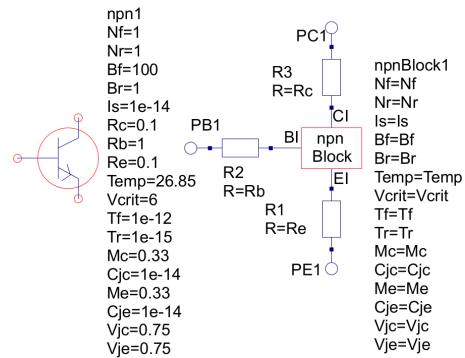 npn1
Nf=1
Nr=1
Bf=100
Br=1
Is=1e-14
Rc=0.1
Rb=1
Re=0.1
Temp=26.85
Vcrit=6
Tf=1e-12
Tr=1e-15
Mc=0.33
Cjc=1e-14
Me=0.33
Cje=1e-14
Vjc=0.75
Vje=0.75
PC1
R3
R=Rc
CI
PB1
BI
npn
Block
R2
R=Rb
EI
R1
R=Re
PE1
npnBlock1
Nf=Nf
Nr=Nr
Is=Is
Bf=Bf
Br=Br
Temp=Temp
Vcrit=Vcrit
Tf=Tf
Tr=Tr
Mc=Mc
Cjc=Cjc
Me=Me
Cje=Cje
Vjc=Vjc
Vje=Vje